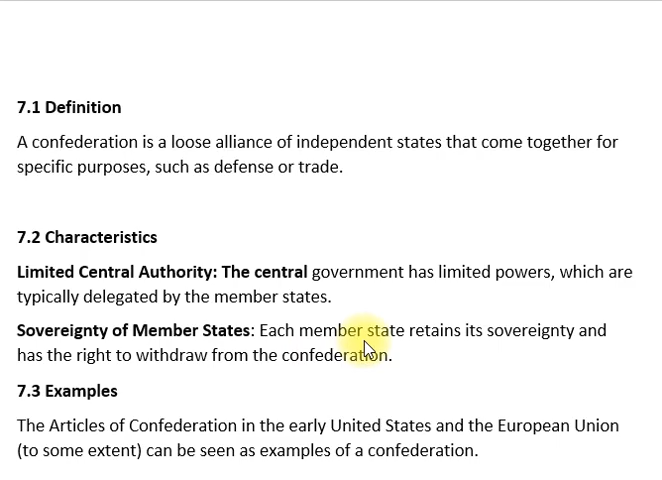 7.1 Definition
A confederation is a loose alliance of independent states that come together for
specific purposes, such as defense or trade.
7.2 Characteristics
Limited Central Authority: The central government has limited powers, which are
typically delegated by the member states.
Sovereignty of Member States: Each member state retains its sovereignty and
has the right to withdraw from the confederation.
7.3 Examples
The Articles of Confederation in the early United States and the European Union
(to some extent) can be seen as examples of a confederation.